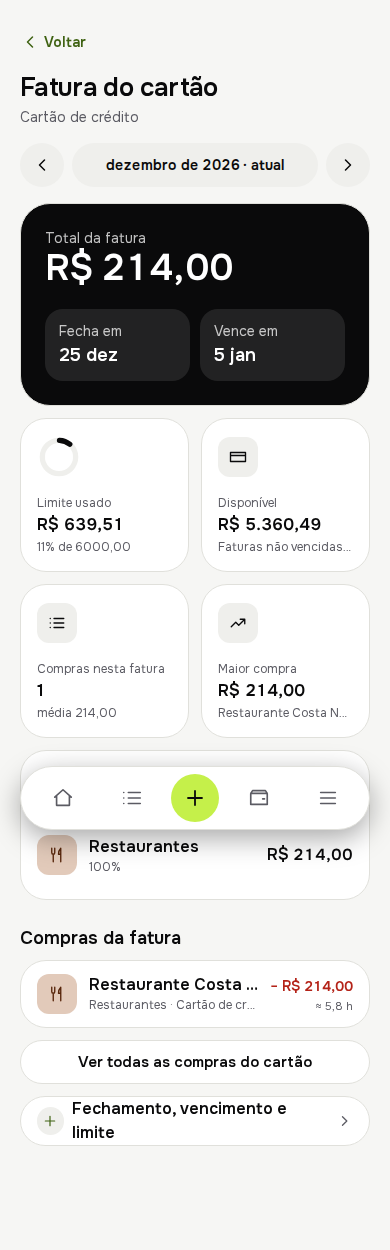 Voltar
Fatura do cartão
Cartão de crédito
dezembro de 2026 · atual
Total da fatura
R$ 214,00
Fecha em
25 dez
Vence em
5 jan
Limite usado
R$ 639,51
11% de 6000,00
Disponível
R$ 5.360,49
Faturas não vencidas...
Compras nesta fatura
1
média 214,00
Maior compra
R$ 214,00
Restaurante Costa N...
Restaurantes
100%
R$ 214,00
Compras da fatura
Restaurante Costa ...
− R$ 214,00
Restaurantes · Cartão de cr...
≈ 5,8 h
Ver todas as compras do cartão
Fechamento, vencimento e
limite